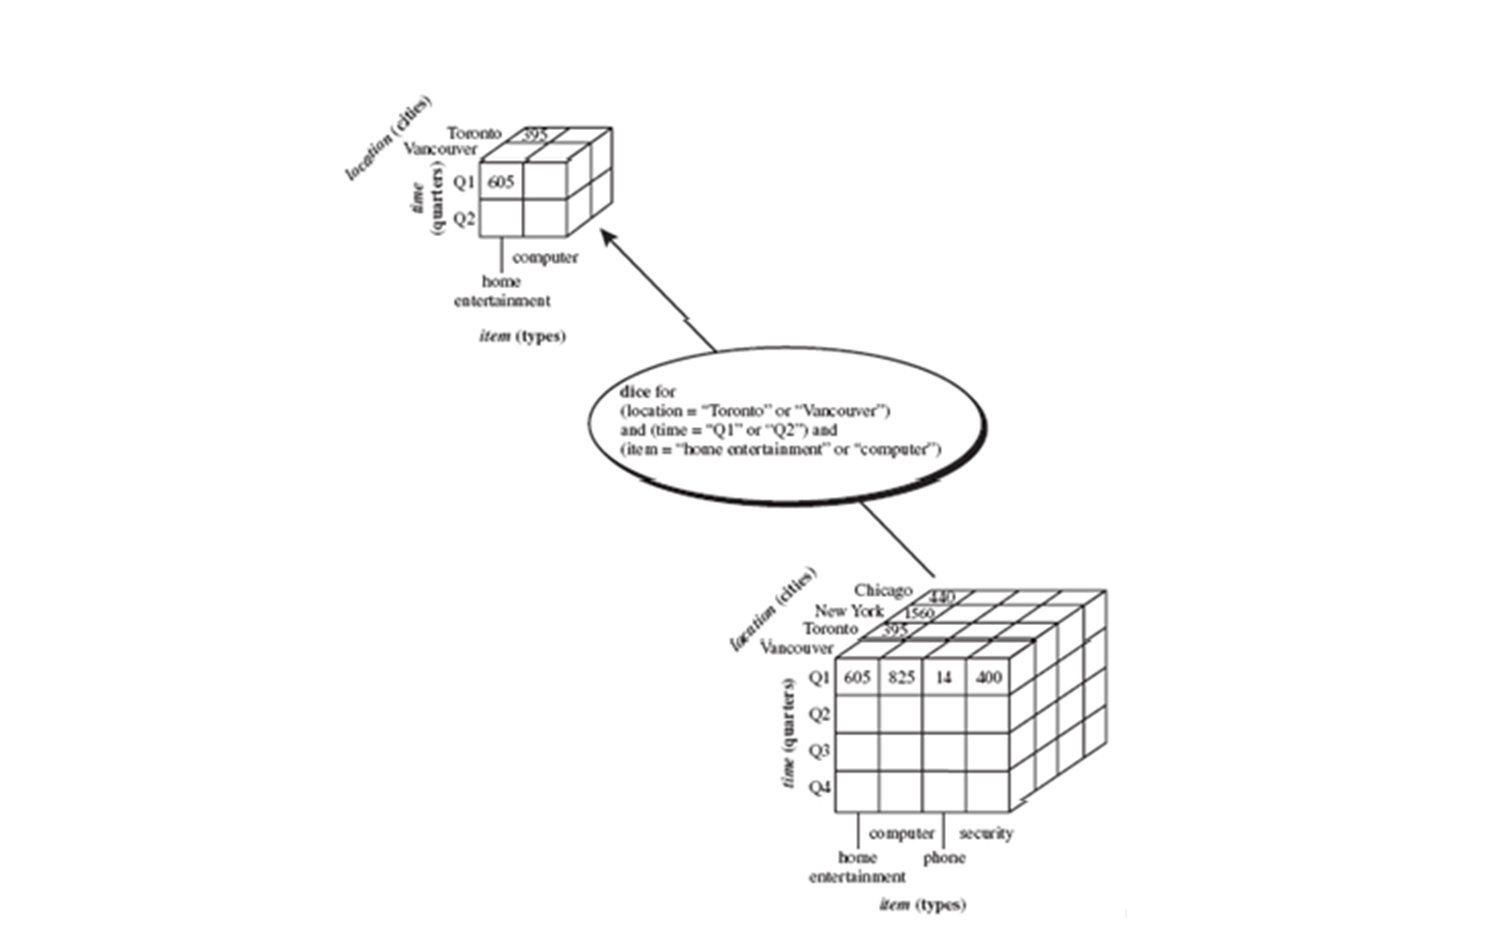 location (cities)
Toronto
395
Vancouver
time
(quarters)
Q1
605
Q2
computer
home
entertainment
item (types)
dice for
(location = “Toronto” or “Vancouver”)
and (time = “Q1” or “Q2”) and
(item = “home entertainment” or “computer”)
location (cities)
Chicago
440
New York
1560
Toronto
395
Vancouver
time (quarters)
Q1 605 825 14 400
Q2
Q3
Q4
computer security
home phone
entertainment
item (types)